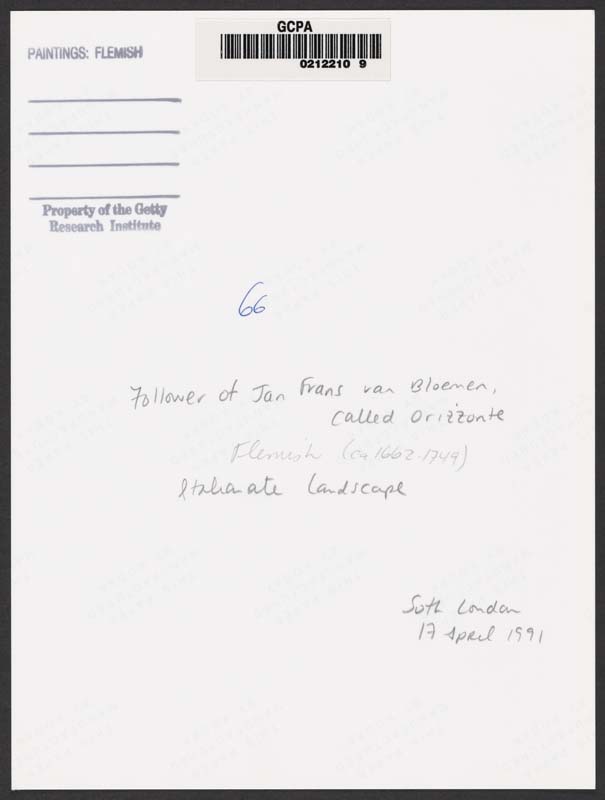 PAINTINGS: FLEMISH
GCPA
0212210 9
Property of the Getty
Research Institute
66
Follower of Jan Frans van Bloemen,
called Orizzonte
Flemish (ca 1662-1749)
Italianate Landscape
Soth London
17 April 1991